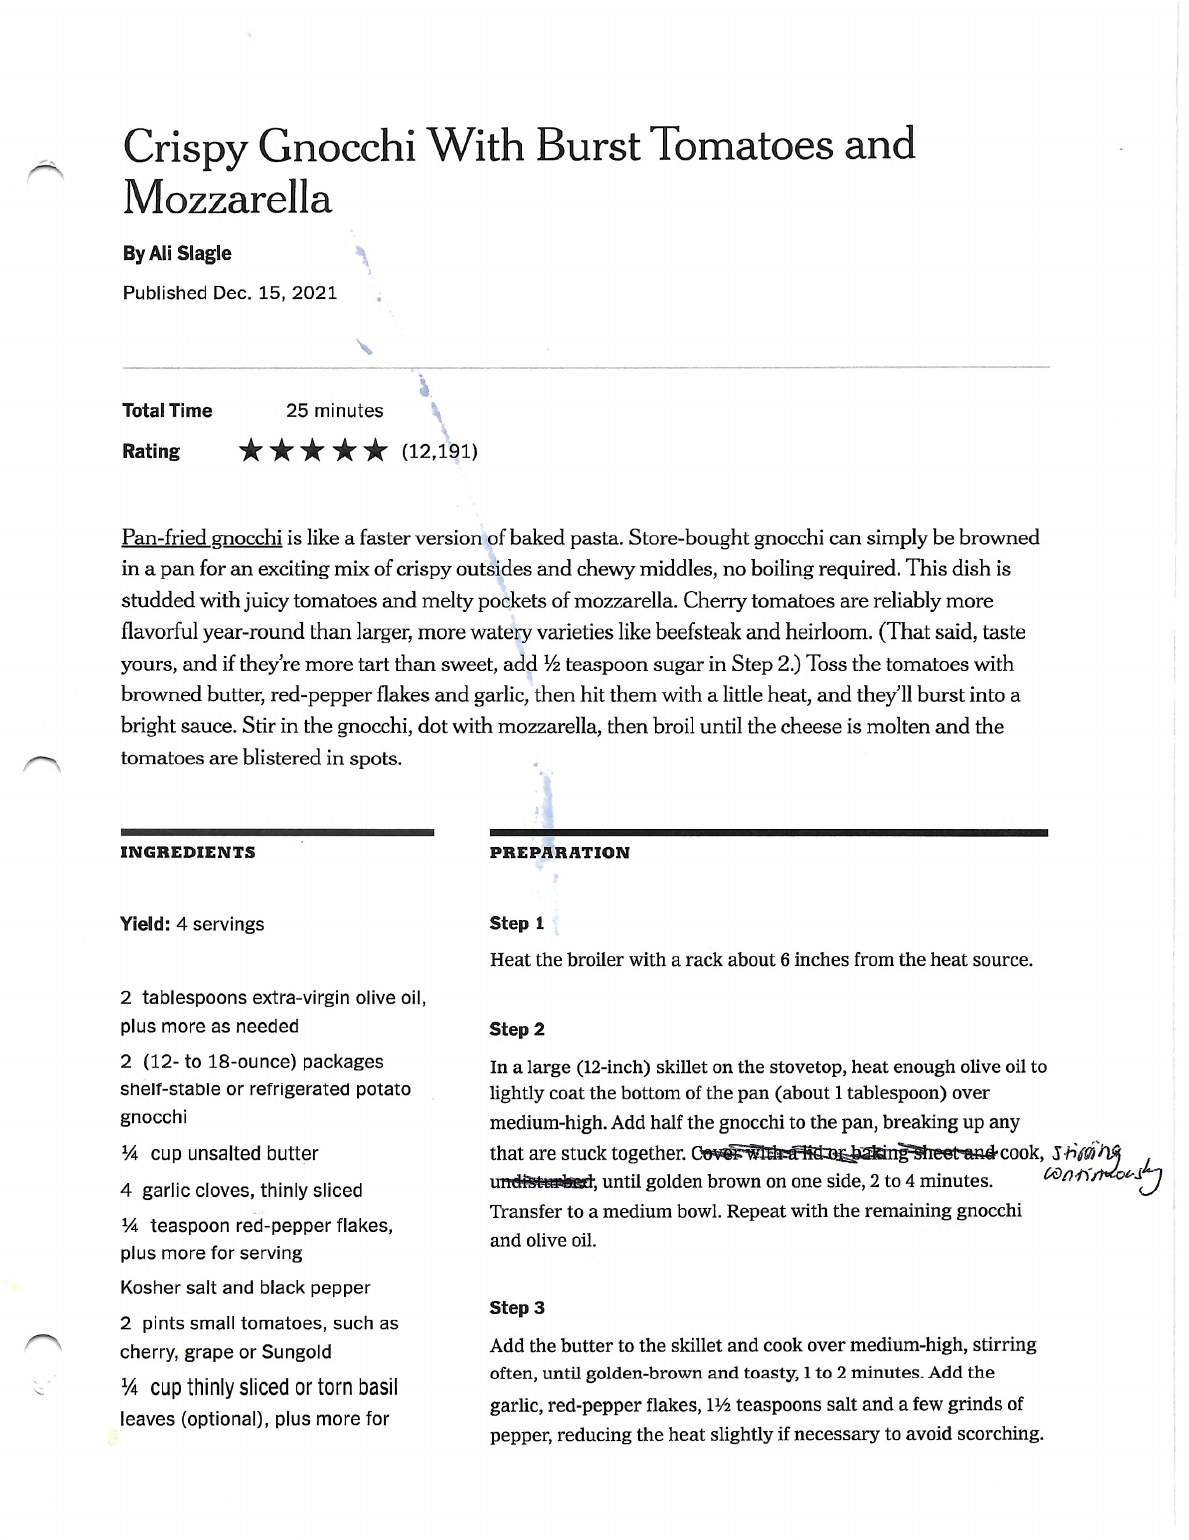 Crispy Gnocchi With Burst Tomatoes and
Mozzarella
By Ali Slagle
Published Dec. 15, 2021
Total Time 25 minutes
Rating ★★★★★ (12,191)
Pan-fried gnocchi is like a faster version of baked pasta. Store-bought gnocchi can simply be browned
in a pan for an exciting mix of crispy outsides and chewy middles, no boiling required. This dish is
studded with juicy tomatoes and melty pockets of mozzarella. Cherry tomatoes are reliably more
flavorful year-round than larger, more watery varieties like beefsteak and heirloom. (That said, taste
yours, and if they’re more tart than sweet, add ½ teaspoon sugar in Step 2.) Toss the tomatoes with
browned butter, red-pepper flakes and garlic, then hit them with a little heat, and they’ll burst into a
bright sauce. Stir in the gnocchi, dot with mozzarella, then broil until the cheese is molten and the
tomatoes are blistered in spots.
INGREDIENTS
Yield: 4 servings
2 tablespoons extra-virgin olive oil,
plus more as needed
2 (12- to 18-ounce) packages
shelf-stable or refrigerated potato
gnocchi
¼ cup unsalted butter
4 garlic cloves, thinly sliced
¼ teaspoon red-pepper flakes,
plus more for serving
Kosher salt and black pepper
2 pints small tomatoes, such as
cherry, grape or Sungold
¼ cup thinly sliced or torn basil
leaves (optional), plus more for
PREPARATION
Step 1
Heat the broiler with a rack about 6 inches from the heat source.
Step 2
In a large (12-inch) skillet on the stovetop, heat enough olive oil to
lightly coat the bottom of the pan (about 1 tablespoon) over
medium-high. Add half the gnocchi to the pan, breaking up any
that are stuck together. Cover with a lid or baking sheet and cook, stirring
continuously
undisturbed, until golden brown on one side, 2 to 4 minutes.
Transfer to a medium bowl. Repeat with the remaining gnocchi
and olive oil.
Step 3
Add the butter to the skillet and cook over medium-high, stirring
often, until golden-brown and toasty, 1 to 2 minutes. Add the
garlic, red-pepper flakes, 1½ teaspoons salt and a few grinds of
pepper, reducing the heat slightly if necessary to avoid scorching.